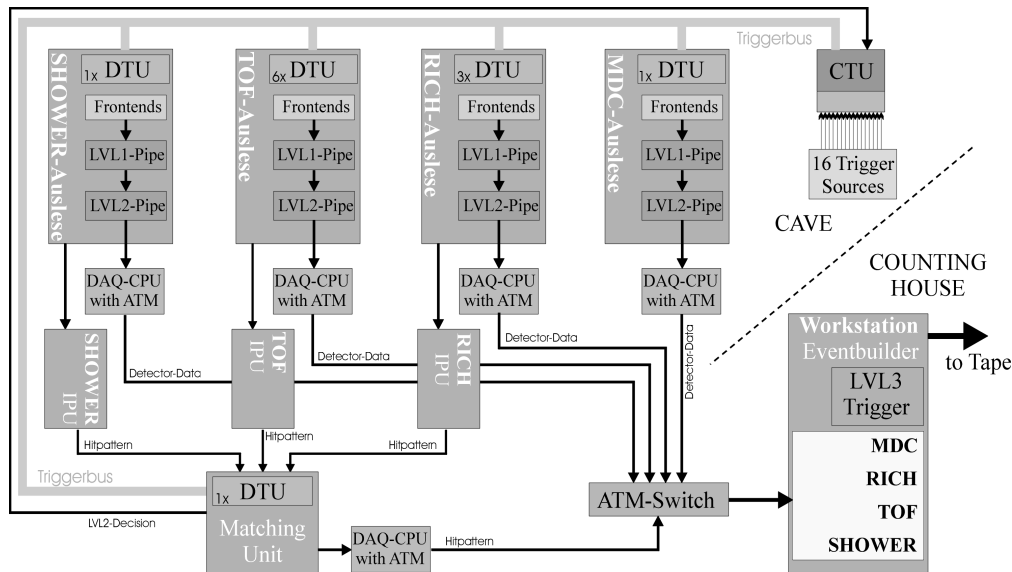 Triggerbus
SHOWER-Auslese
1x DTU
Frontends
LVL1-Pipe
LVL2-Pipe
TOF-Auslese
6x DTU
Frontends
LVL1-Pipe
LVL2-Pipe
RICH-Auslese
3x DTU
Frontends
LVL1-Pipe
LVL2-Pipe
MDC-Auslese
1x DTU
Frontends
LVL1-Pipe
LVL2-Pipe
CTU
16 Trigger
Sources
CAVE
COUNTING
HOUSE
DAQ-CPU
with ATM
DAQ-CPU
with ATM
DAQ-CPU
with ATM
DAQ-CPU
with ATM
SHOWER
IPU
TOF
IPU
RICH
IPU
Detector-Data
Detector-Data
Detector-Data
Detector-Data
Workstation
Eventbuilder
to Tape
LVL3
Trigger
MDC
RICH
TOF
SHOWER
Hitpattern
Hitpattern
Hitpattern
Triggerbus
1x DTU
Matching
Unit
LVL2-Decision
DAQ-CPU
with ATM
Hitpattern
ATM-Switch